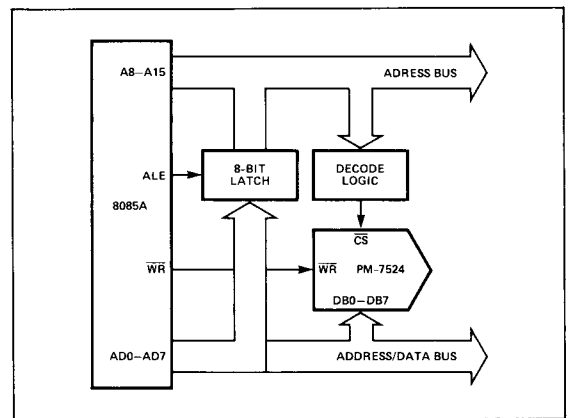 A8–A15
ADRESS BUS
ALE
8-BIT
LATCH
DECODE
LOGIC
8085A
CS
WR
WR
PM-7524
DB0–DB7
AD0–AD7
ADDRESS/DATA BUS